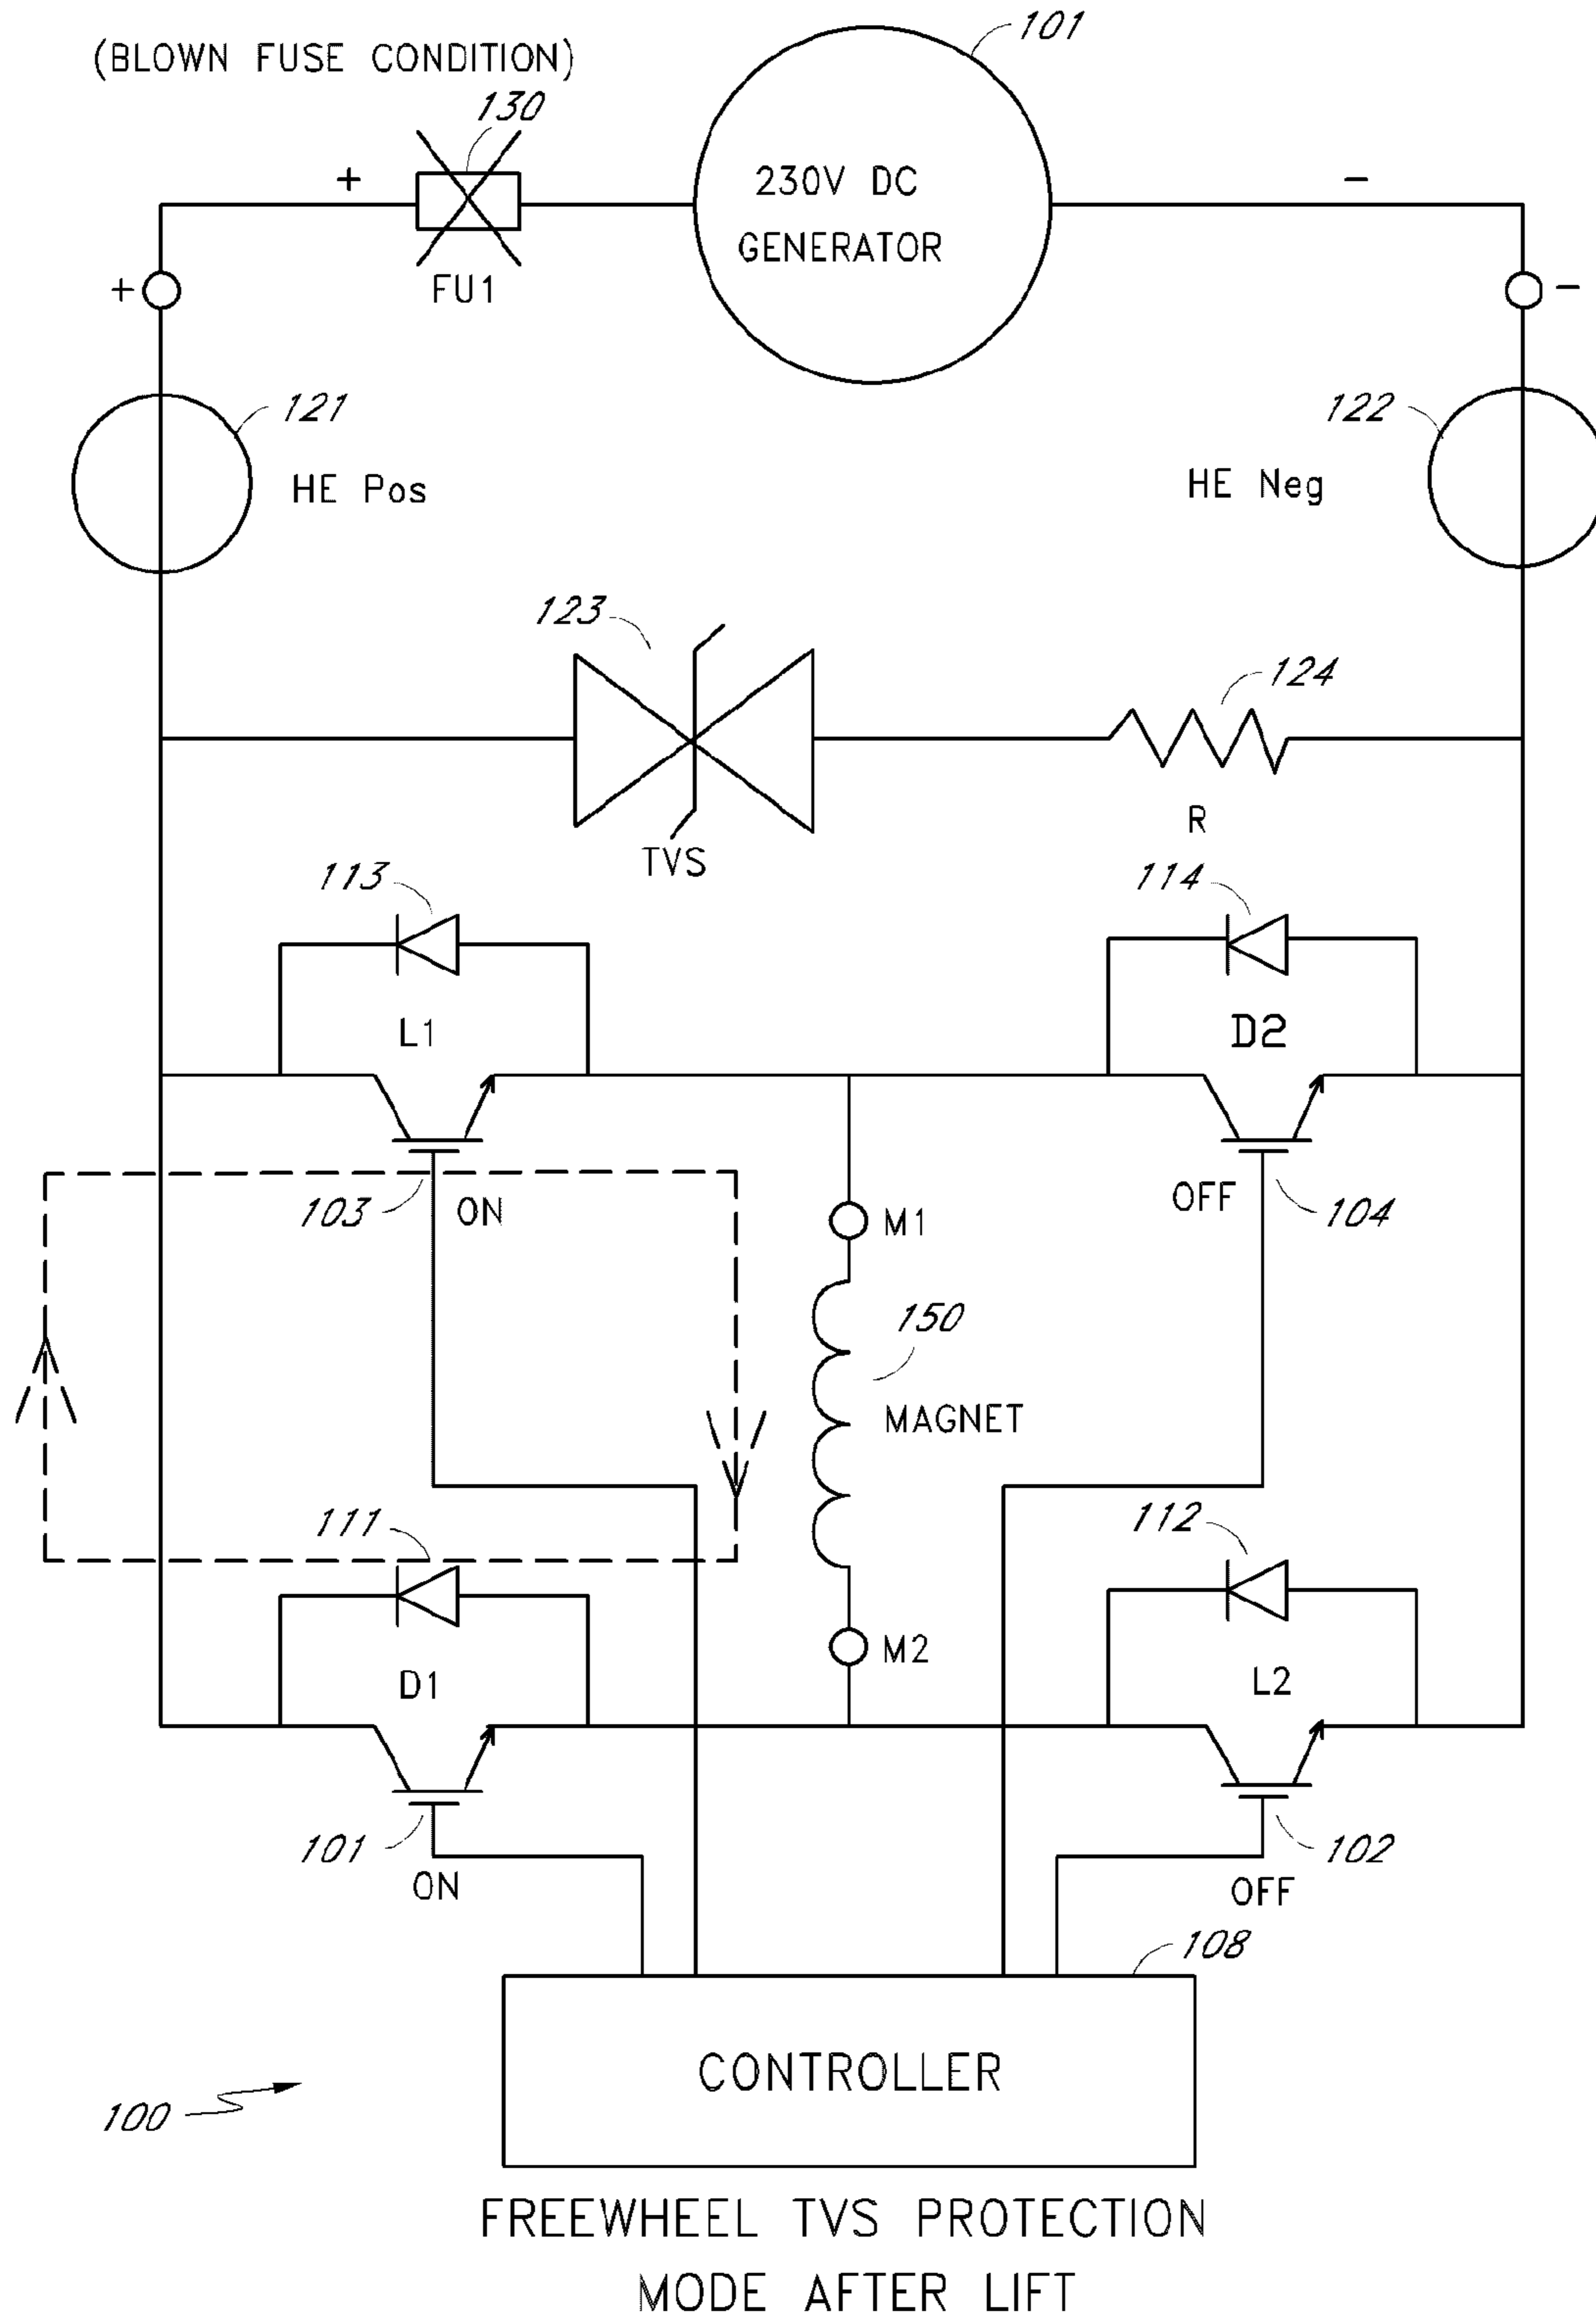 101
(BLOWN FUSE CONDITION)
130
+
230V DC
GENERATOR
-
FU1
+
-
121
122
HE Pos
HE Neg
123
124
R
TVS
113
114
L1
D2
103
ON
OFF
104
M1
150
MAGNET
111
112
M2
D1
L2
101
ON
102
OFF
108
CONTROLLER
100
FREEWHEEL TVS PROTECTION
MODE AFTER LIFT